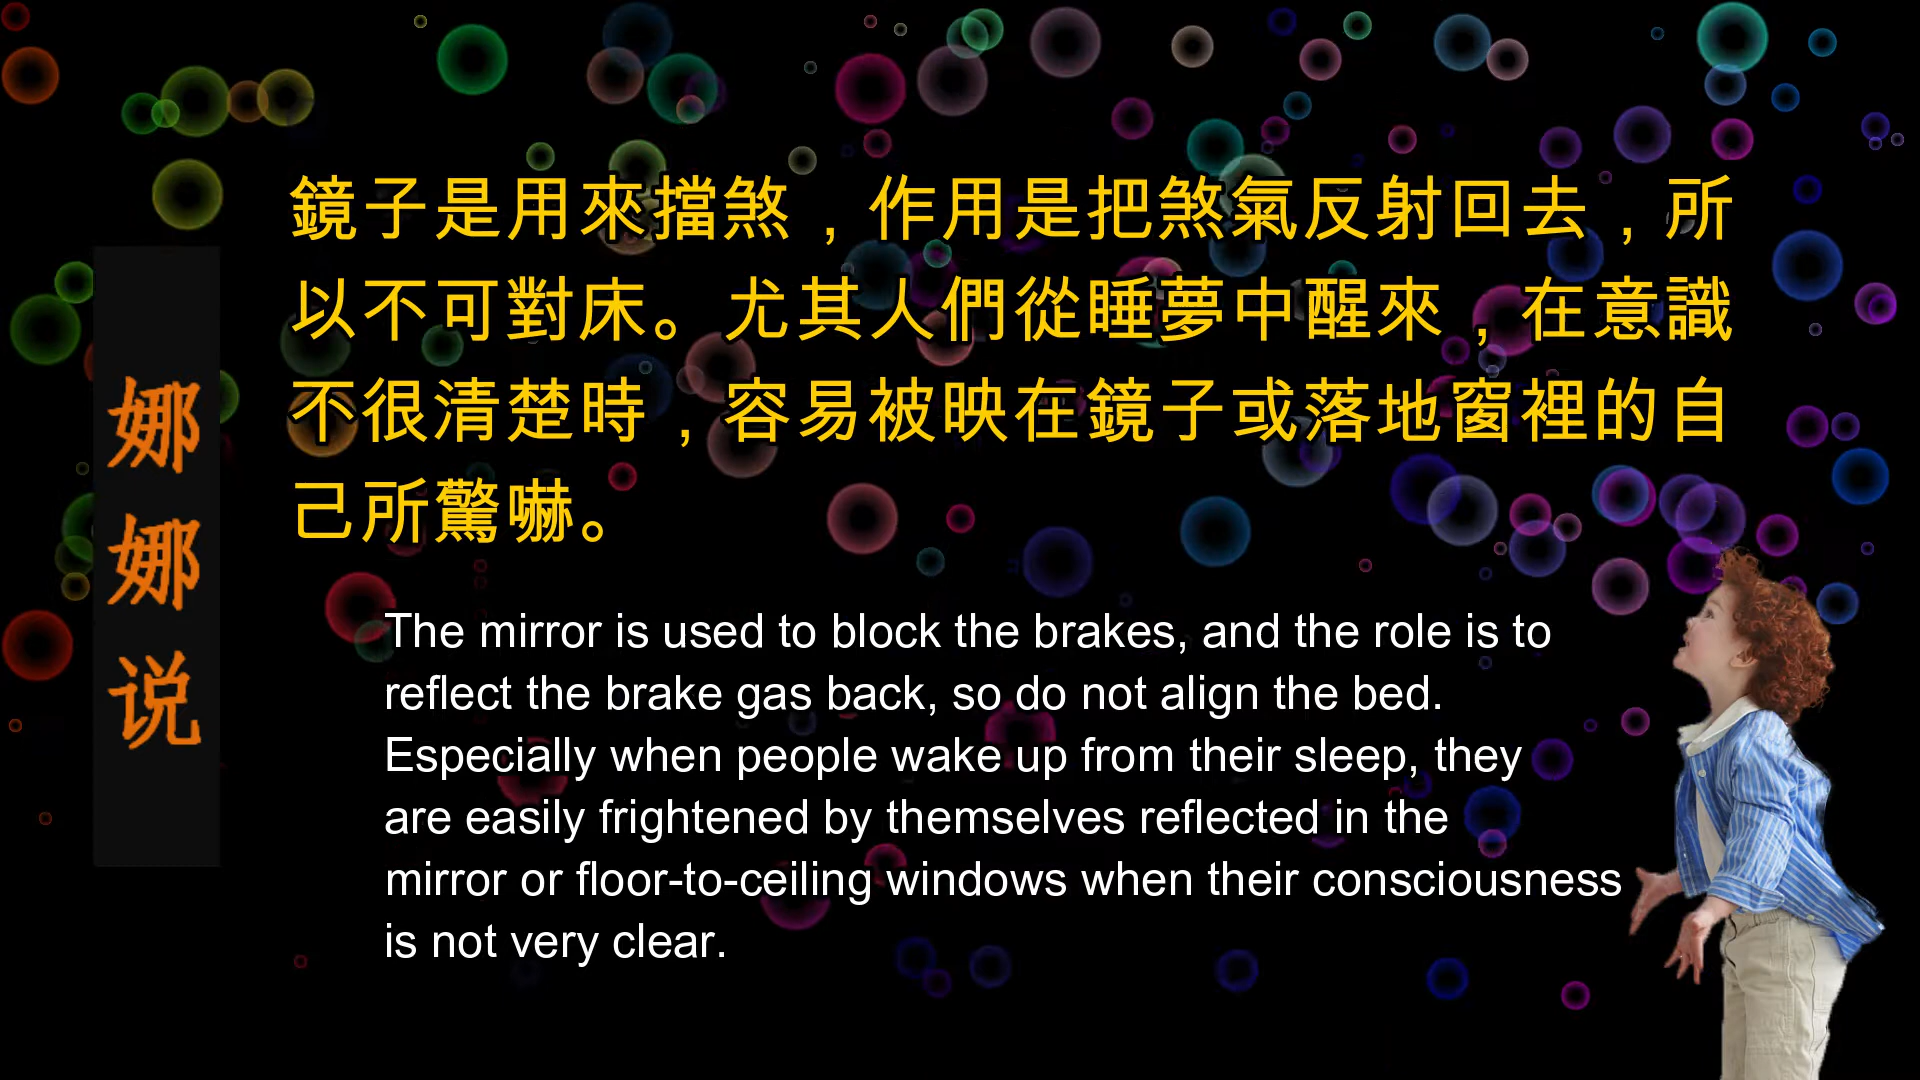 鏡子是用來擋煞，作用是把煞氣反射回去，所
以不可對床。尤其人們從睡夢中醒來，在意識
不很清楚時，容易被映在鏡子或落地窗裡的自
己所驚嚇。
娜娜说
The mirror is used to block the brakes, and the role is to
reflect the brake gas back, so do not align the bed.
Especially when people wake up from their sleep, they
are easily frightened by themselves reflected in the
mirror or floor-to-ceiling windows when their consciousness
is not very clear.